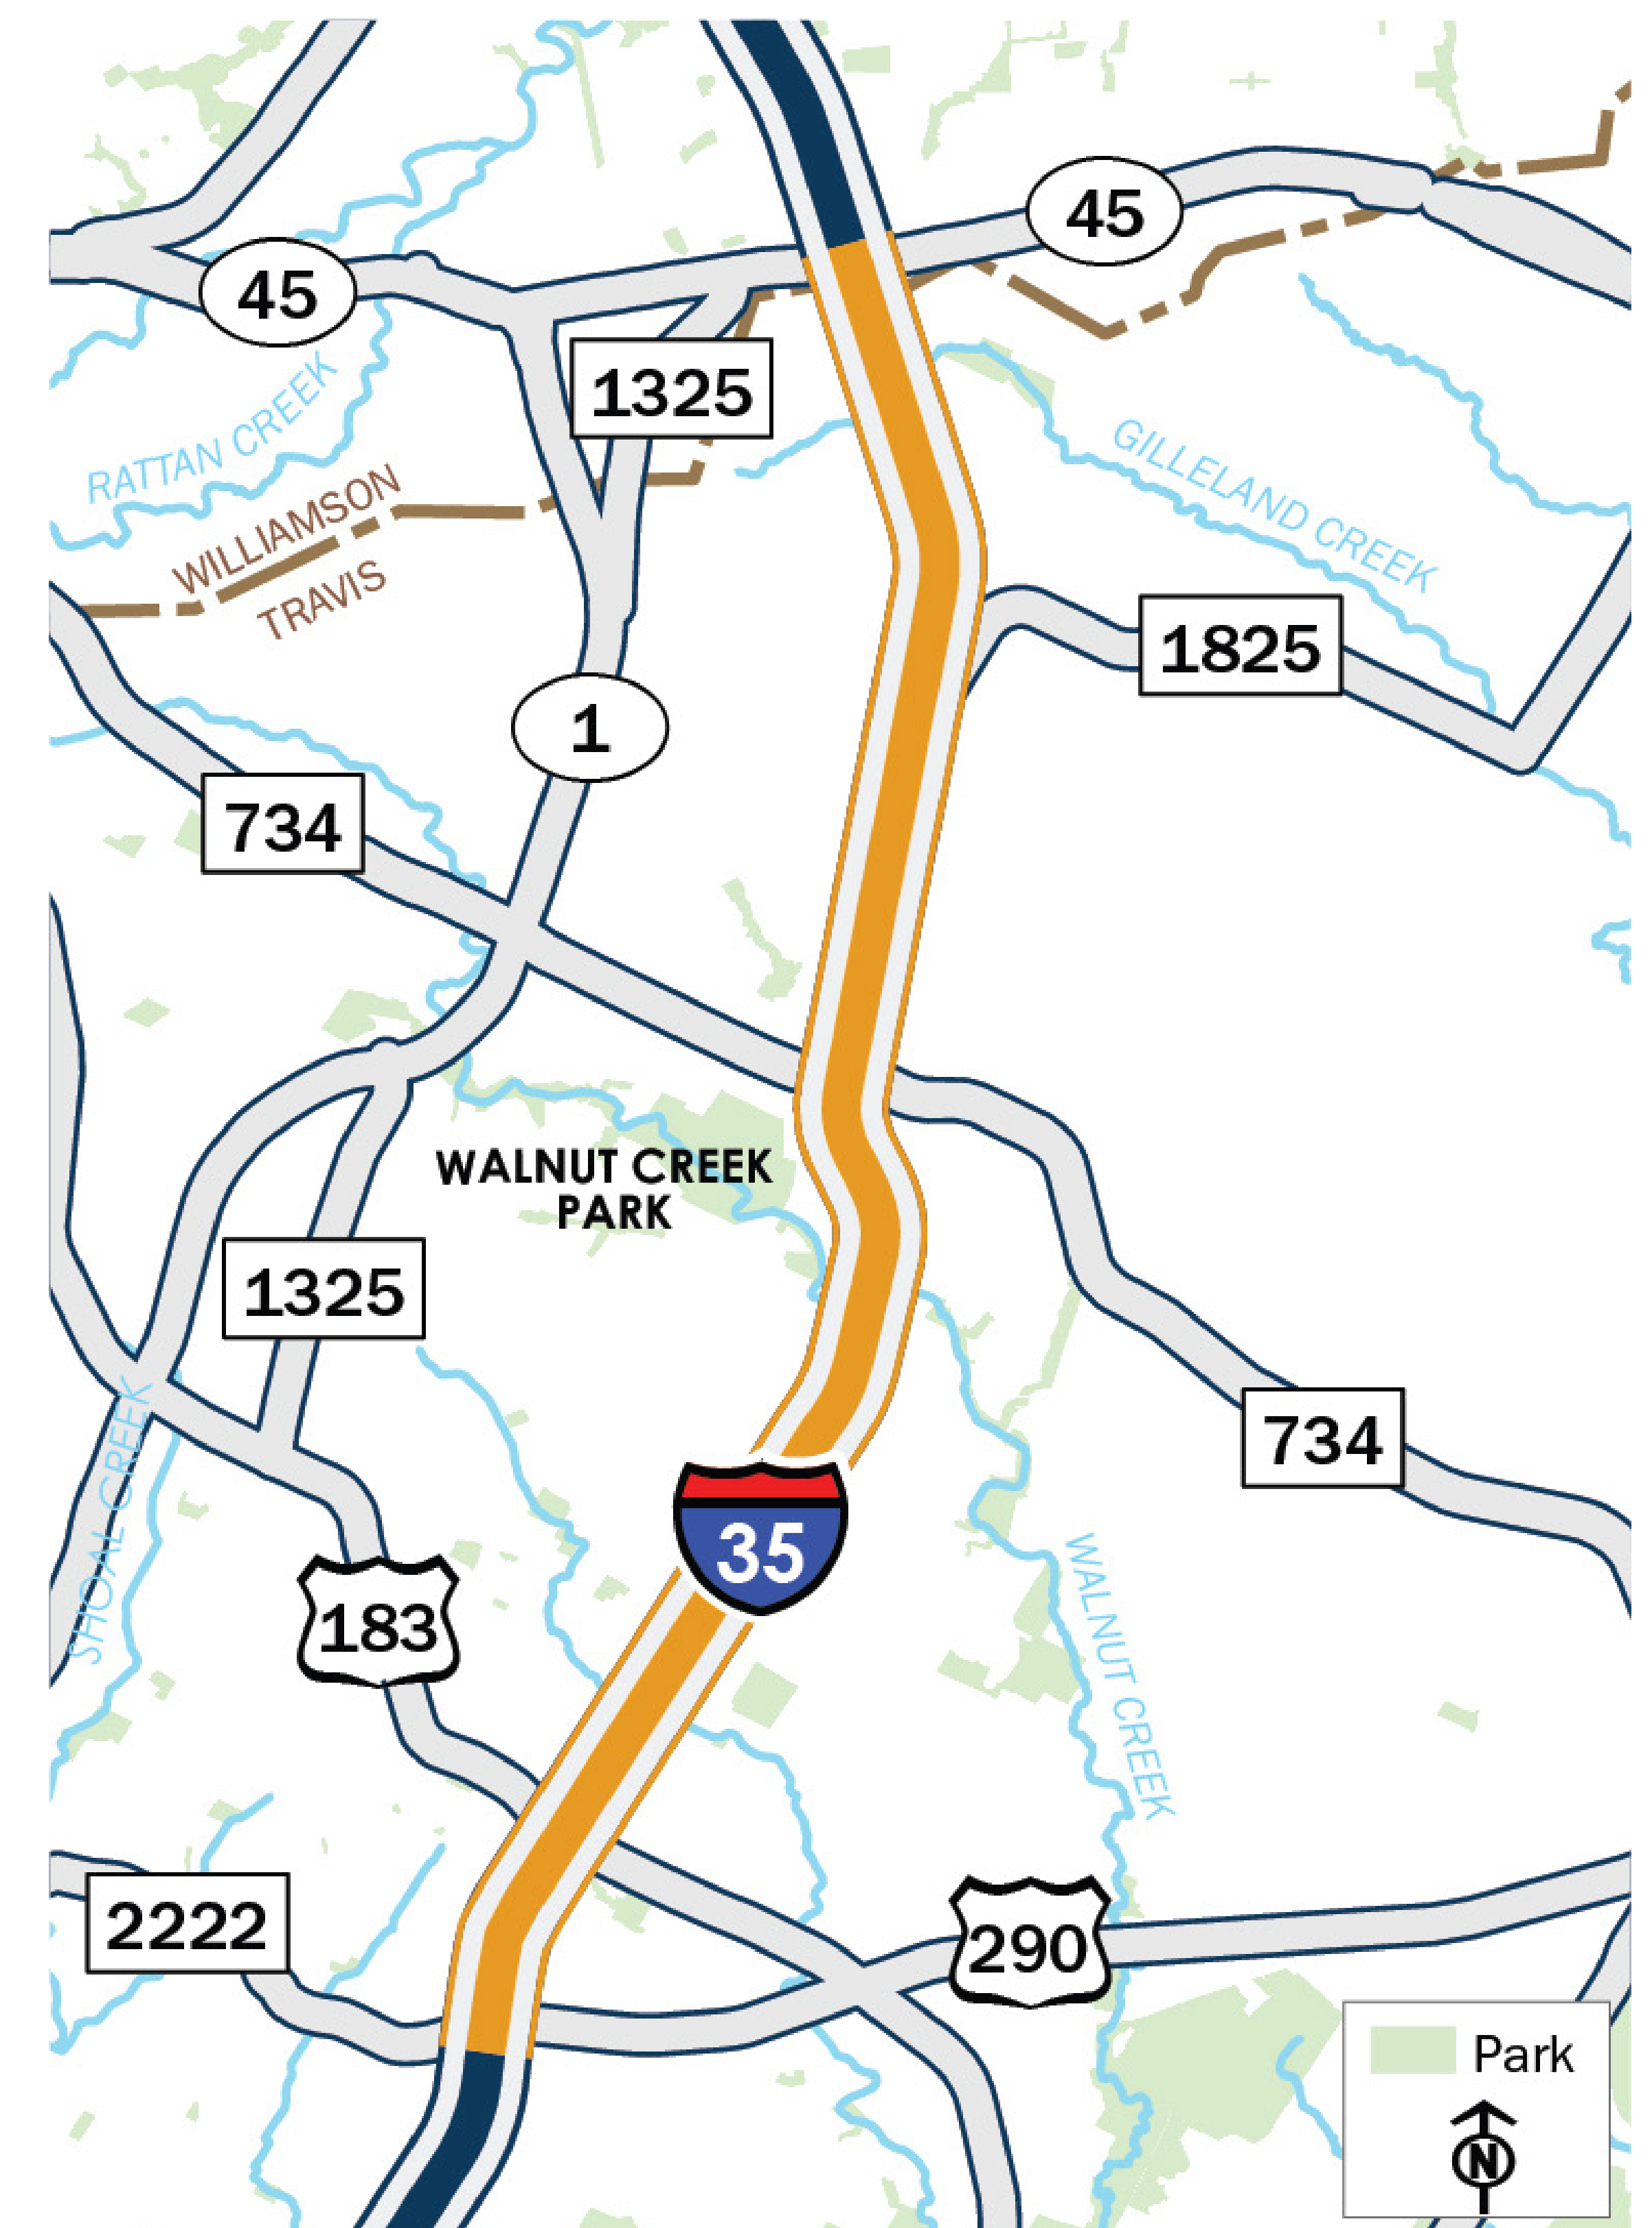 45
45
1325
RATTAN CREEK
GILLELAND CREEK
WILLIAMSON
TRAVIS
1825
1
734
WALNUT CREEK
PARK
1325
734
SHOAL CREEK
35
183
WALNUT CREEK
2222
290
Park
N